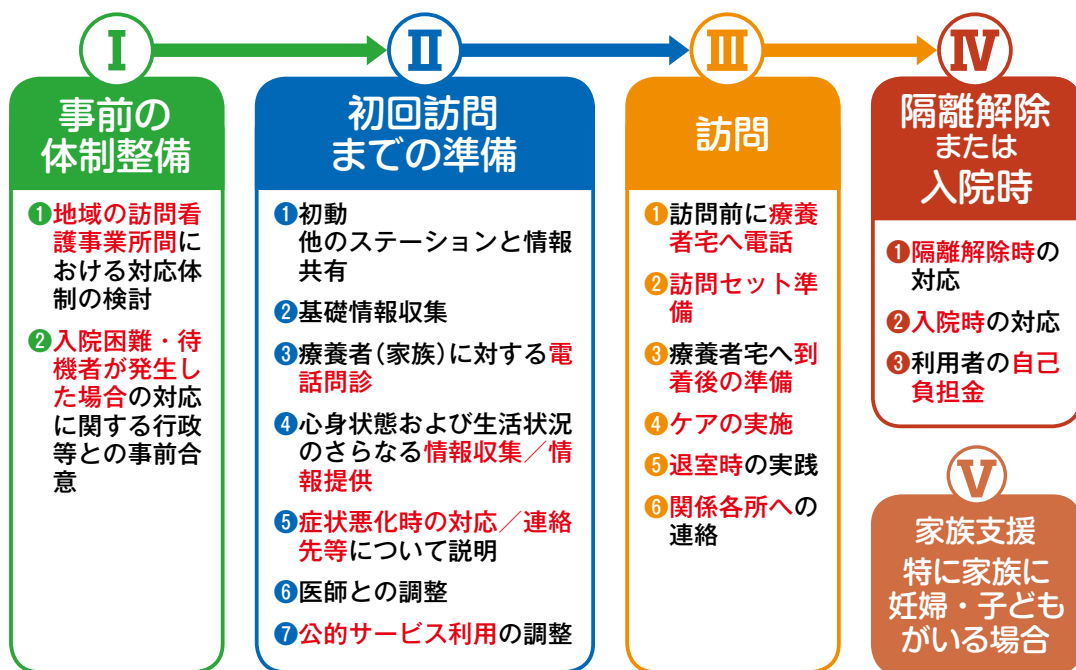 Ⅰ
事前の
体制整備
❶地域の訪問看
護事業所間に
おける対応体
制の検討
❷入院困難・待
機者が発生し
た場合の対応
に関する行政
等との事前合
意
Ⅱ
初回訪問
までの準備
❶初動
他のステーションと情報
共有
❷基礎情報収集
❸療養者(家族)に対する電
話問診
❹心身状態および生活状況
のさらなる情報収集/情
報提供
❺症状悪化時の対応/連絡
先等について説明
❻医師との調整
❼公的サービス利用の調整
Ⅲ
訪問
❶訪問前に療養
者宅へ電話
❷訪問セット準
備
❸療養者宅へ到
着後の準備
❹ケアの実施
❺退室時の実践
❻関係各所への
連絡
Ⅳ
隔離解除
または
入院時
❶隔離解除時の
対応
❷入院時の対応
❸利用者の自己
負担金
Ⅴ
家族支援
特に家族に
妊婦・子ども
がいる場合